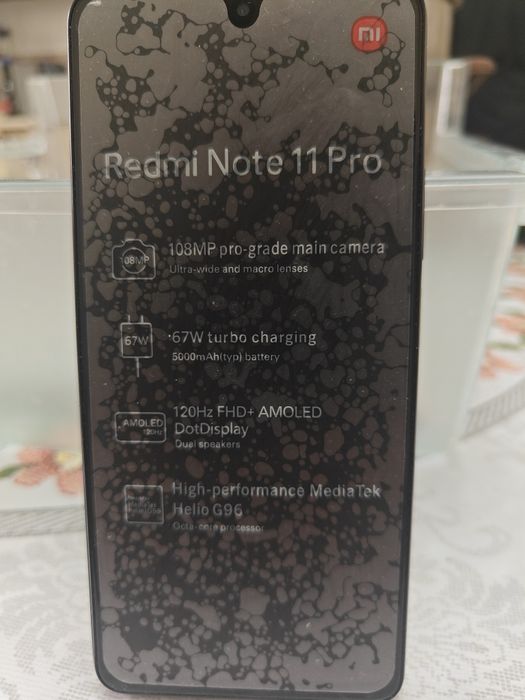 mi
Redmi Note 11 Pro
108MP
108MP pro-grade main camera
Ultra-wide and macro lenses
67W
67W turbo charging
5000mAh(typ) battery
AMOLED
120Hz
120Hz FHD+ AMOLED
DotDisplay
Dual speakers
High-performance MediaTek
Helio G96
Octa-core processor